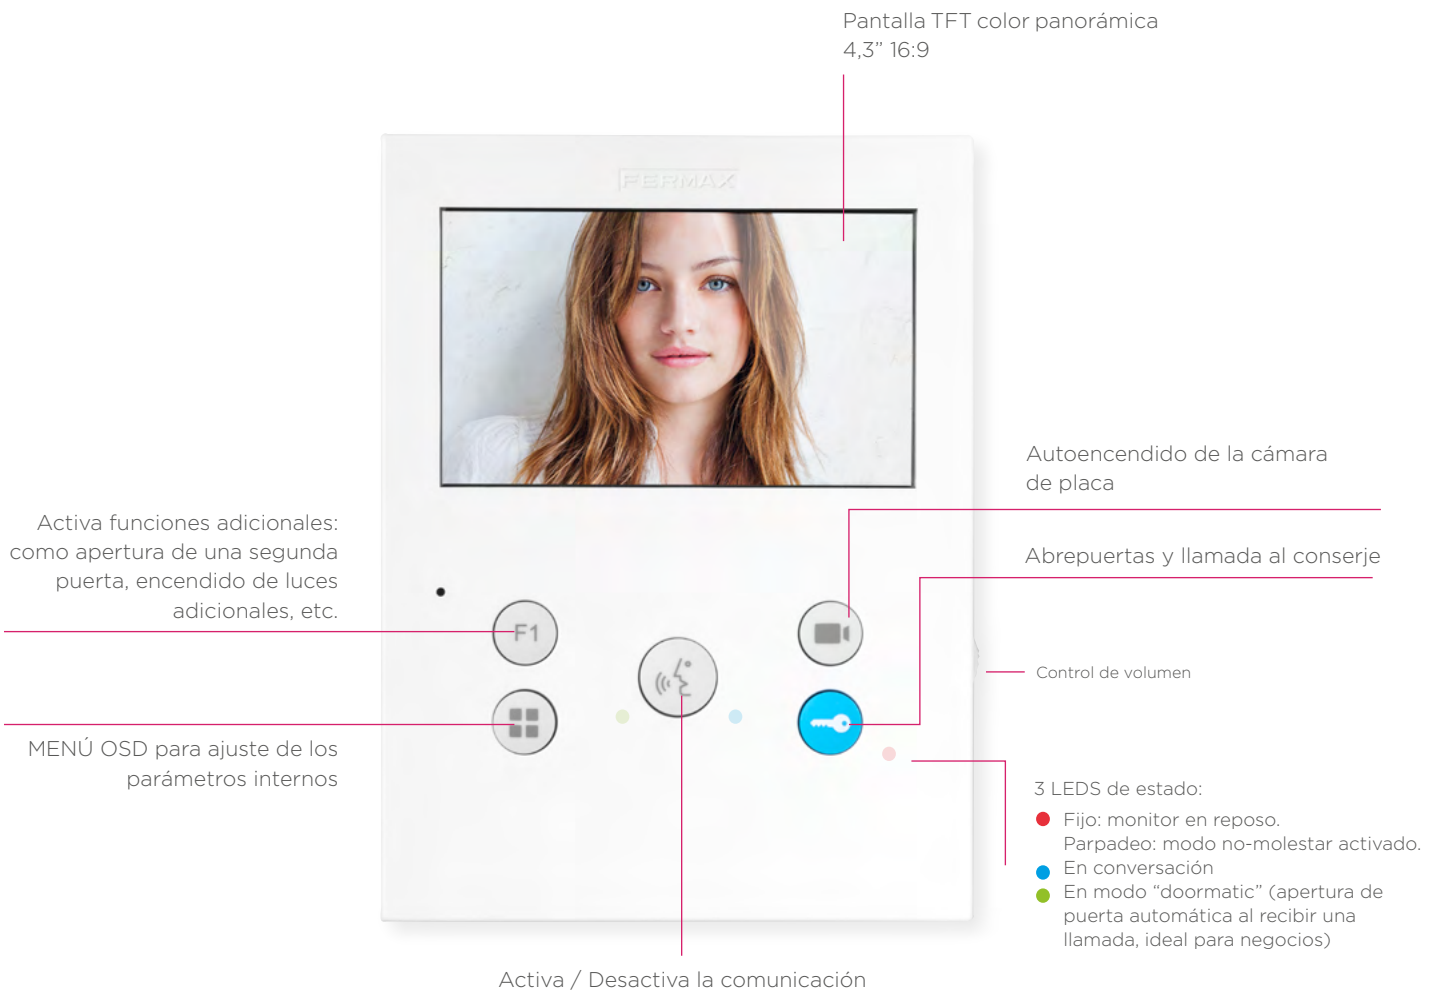 Pantalla TFT color panorámica
4,3” 16:9
FERMAX
Autoencendido de la cámara
de placa
Activa funciones adicionales:
como apertura de una segunda
puerta, encendido de luces
adicionales, etc.
Abrepuertas y llamada al conserje
F1
Control de volumen
MENÚ OSD para ajuste de los
parámetros internos
3 LEDS de estado:
Fijo: monitor en reposo.
Parpadeo: modo no-molestar activado.
En conversación
En modo “doormatic” (apertura de
puerta automática al recibir una
llamada, ideal para negocios)
Activa / Desactiva la comunicación